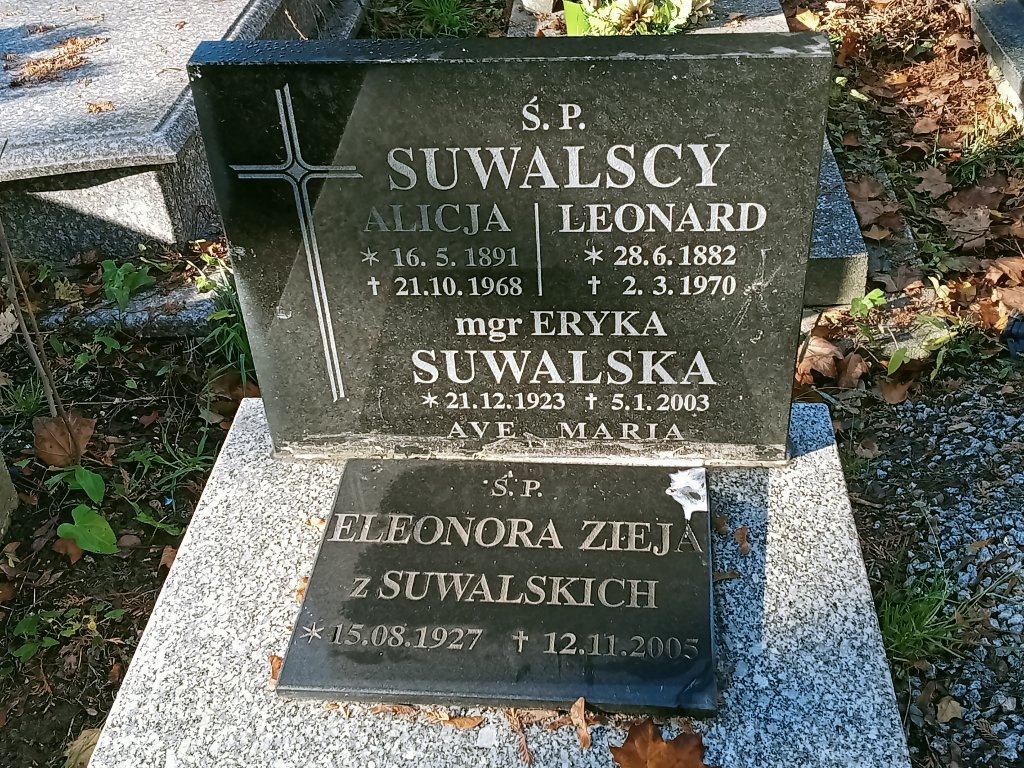 Ś. P.
SUWALSCY
ALICJA | LEONARD
* 16. 5. 1891 * 28. 6. 1882
† 21. 10. 1968 † 2. 3. 1970
mgr ERYKA
SUWALSKA
* 21. 12. 1923 † 5. 1. 2003
AVE MARIA
Ś. P.
ELEONORA ZIEJA
z SUWALSKICH
* 15.08.1927 † 12.11.2005